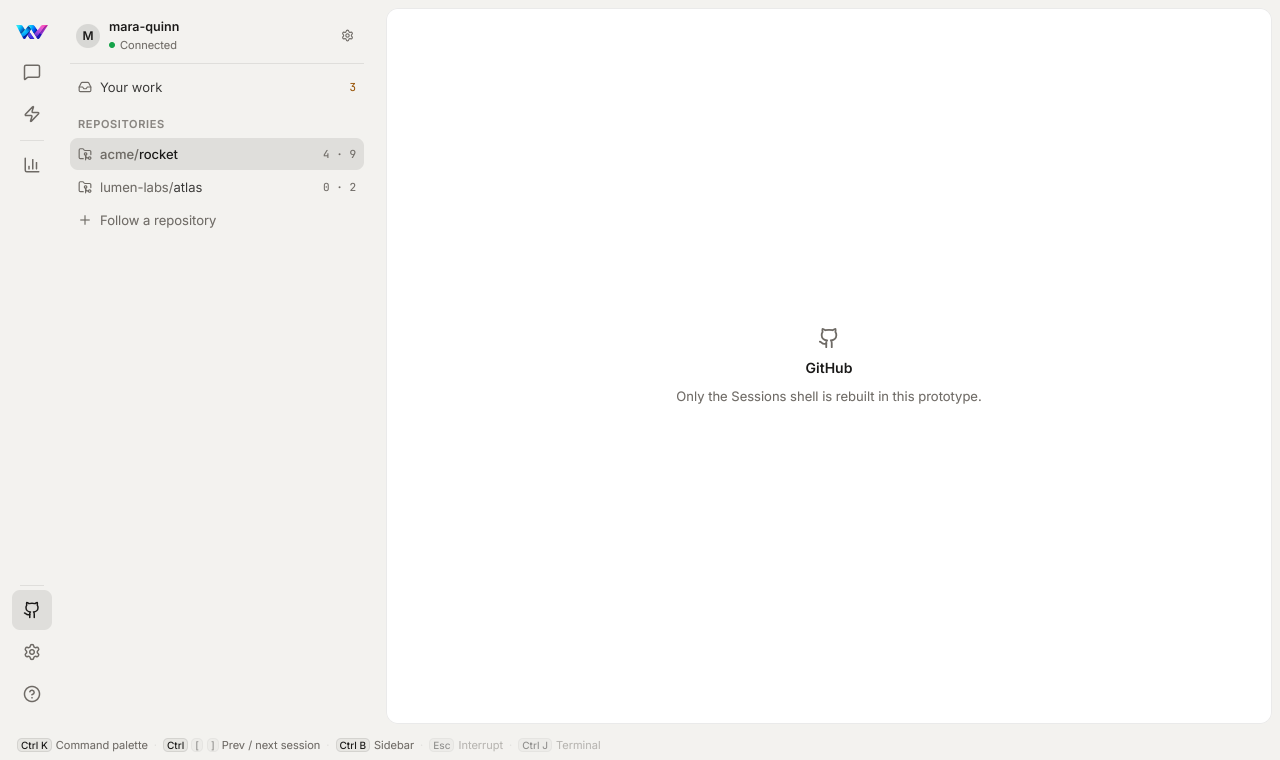 M
mara-quinn
Connected
Your work 3
REPOSITORIES
acme/rocket 4 · 9
lumen-labs/atlas 0 · 2
Follow a repository
GitHub
Only the Sessions shell is rebuilt in this prototype.
Ctrl K Command palette · Ctrl [ ] Prev / next session · Ctrl B Sidebar · Esc Interrupt · Ctrl J Terminal